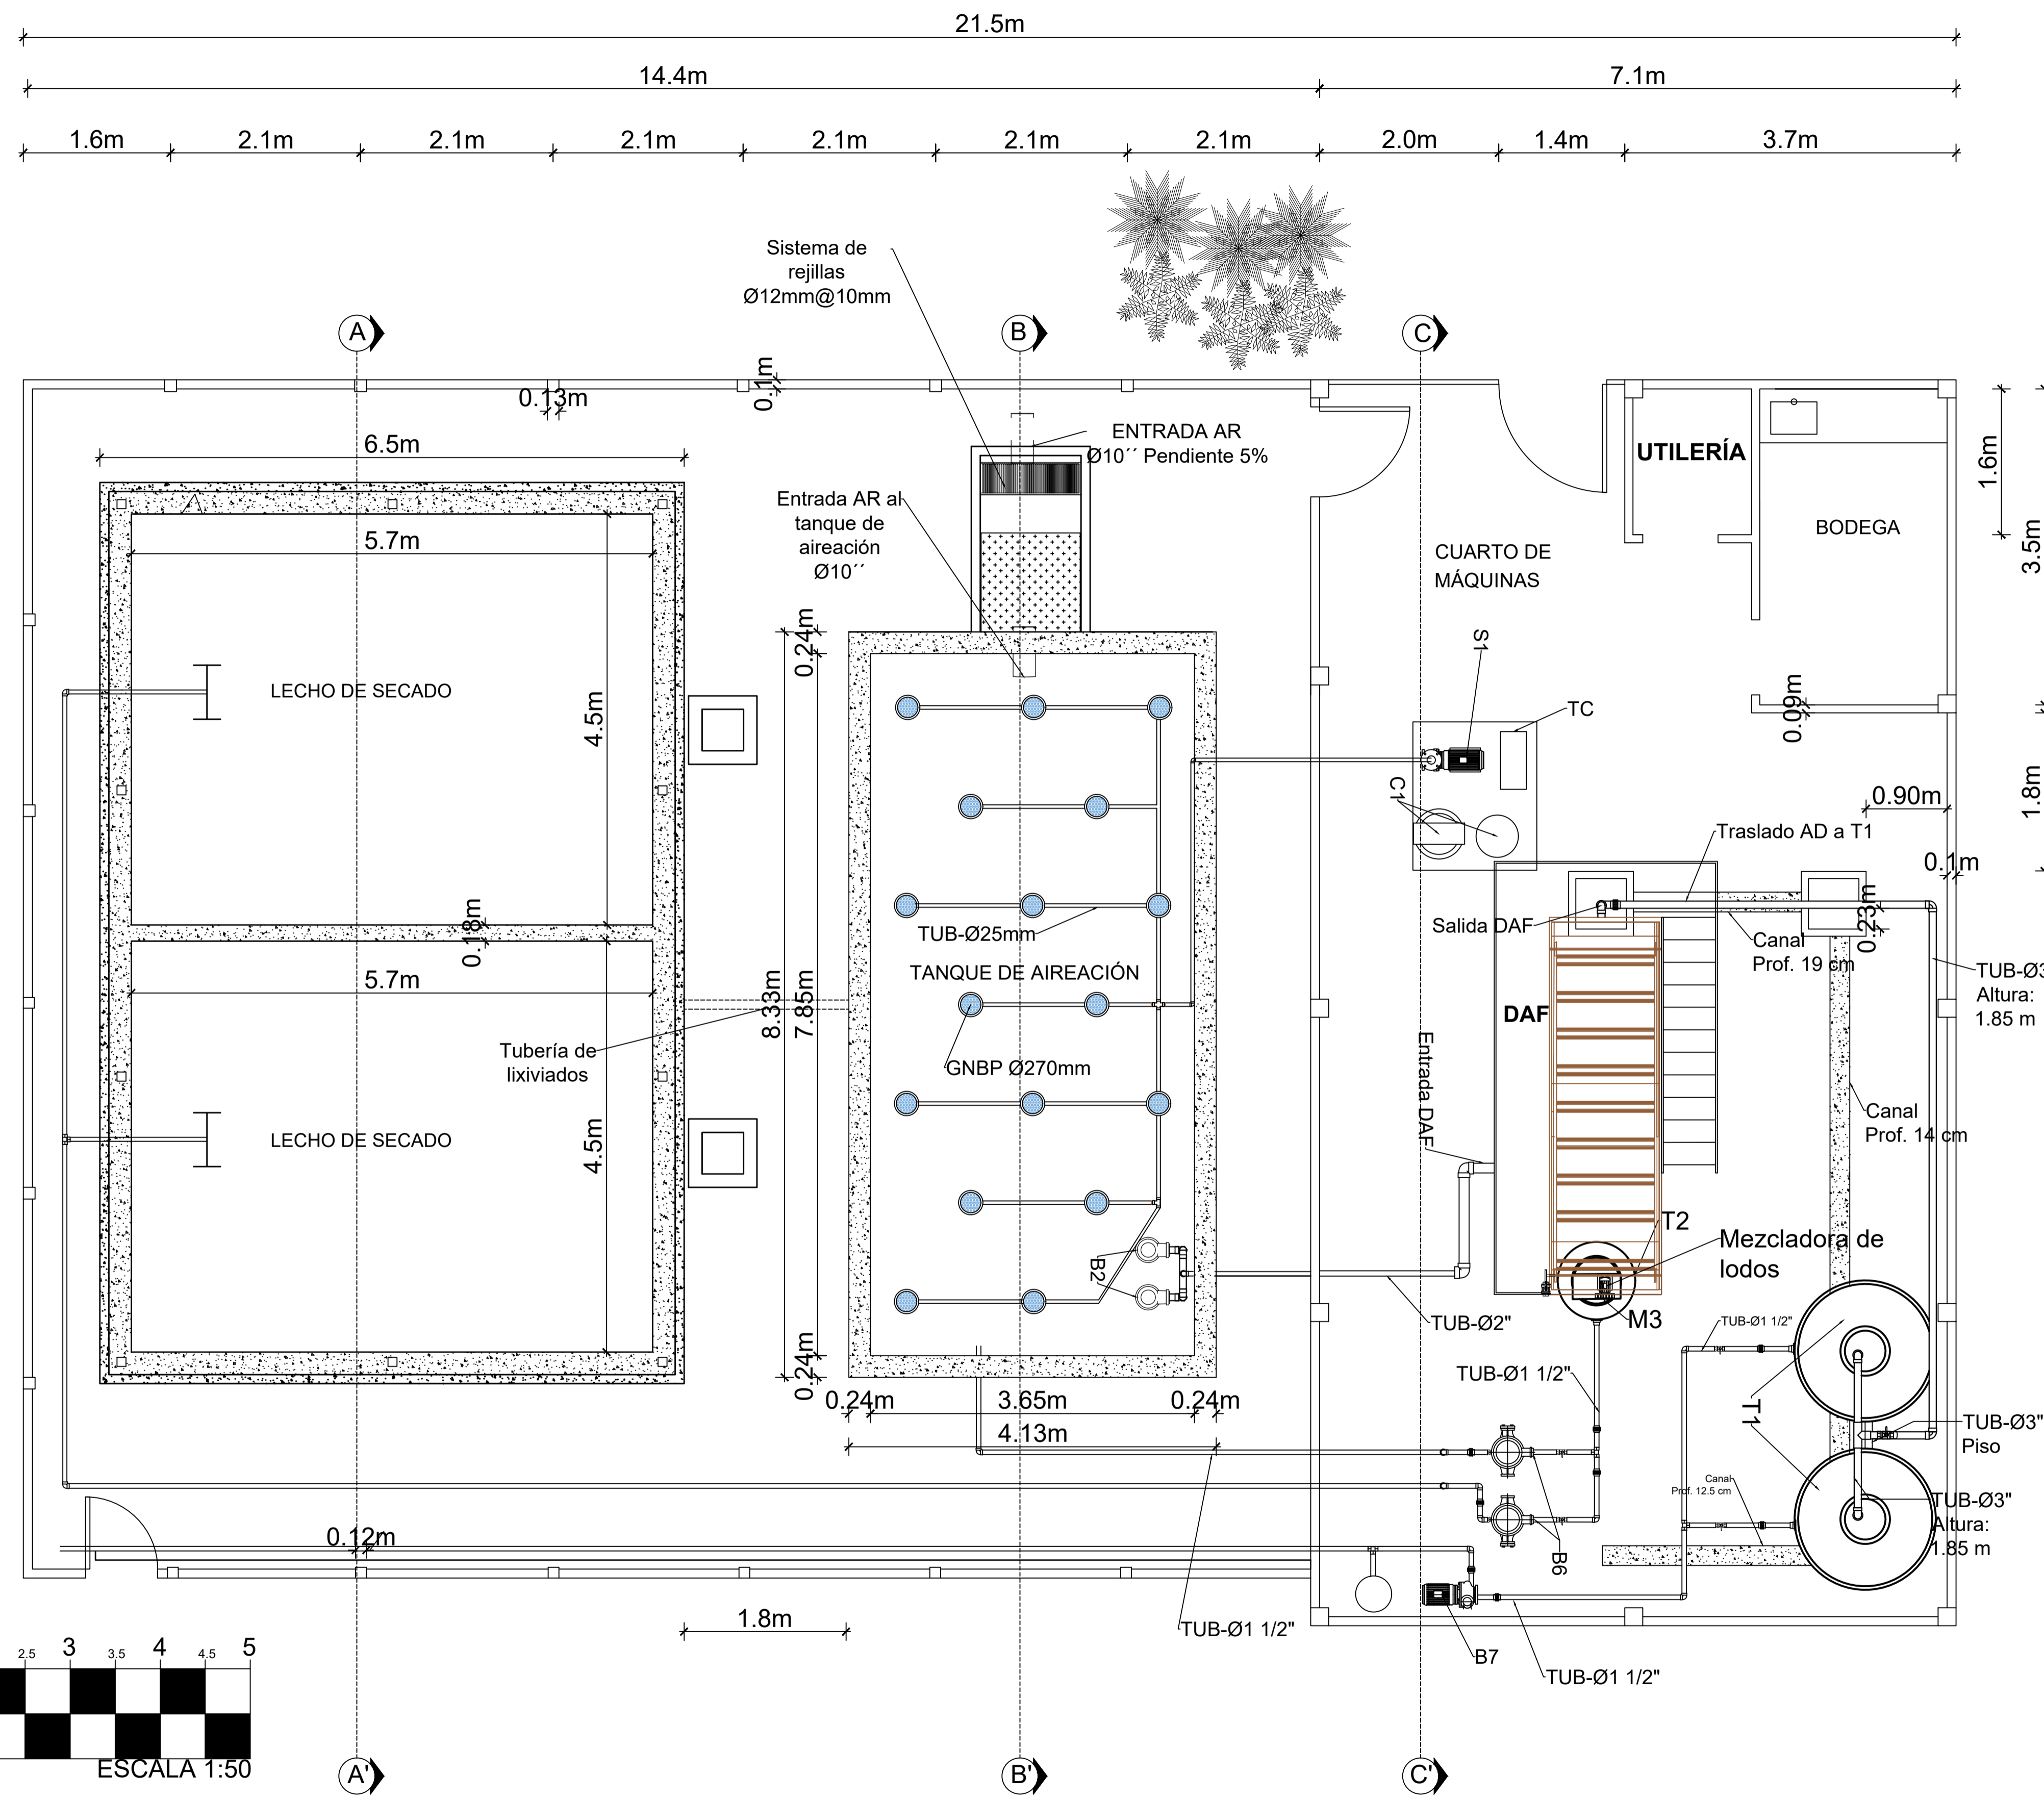 21.5m
14.4m
7.1m
1.6m
2.1m
2.1m
2.1m
2.1m
2.1m
2.1m
2.0m
1.4m
3.7m
Sistema de
rejillas
Ø12mm@10mm
A
B
C
0.13m
0.1m
6.5m
ENTRADA AR
Ø10´´ Pendiente 5%
UTILERÍA
1.6m
3.5m
Entrada AR al
tanque de
aireación
Ø10´´
5.7m
BODEGA
CUARTO DE
MÁQUINAS
0.24m
S1
LECHO DE SECADO
4.5m
TC
0.09m
C1
0.90m
1.8m
Traslado AD a T1
0.1m
0.18m
TUB-Ø25mm
Salida DAF
0.23m
Canal
Prof. 19 cm
TANQUE DE AIREACIÓN
5.7m
8.33m
7.85m
TUB-Ø3
Altura:
1.85 m
DAF
Tubería de
lixiviados
GNBP Ø270mm
Entrada DAF
Canal
Prof. 14 cm
LECHO DE SECADO
4.5m
T2
Mezcladora de
lodos
B2
TUB-Ø2"
M3
TUB-Ø1 1/2"
0.24m
TUB-Ø1 1/2"
0.24m
3.65m
0.24m
T1
4.13m
TUB-Ø3"
Piso
Canal
Prof. 12.5 cm
TUB-Ø3"
Altura:
1.85 m
0.12m
B6
1.8m
TUB-Ø1 1/2"
B7
TUB-Ø1 1/2"
2.5
3
3.5
4
4.5
5
ESCALA 1:50
A'
B'
C'